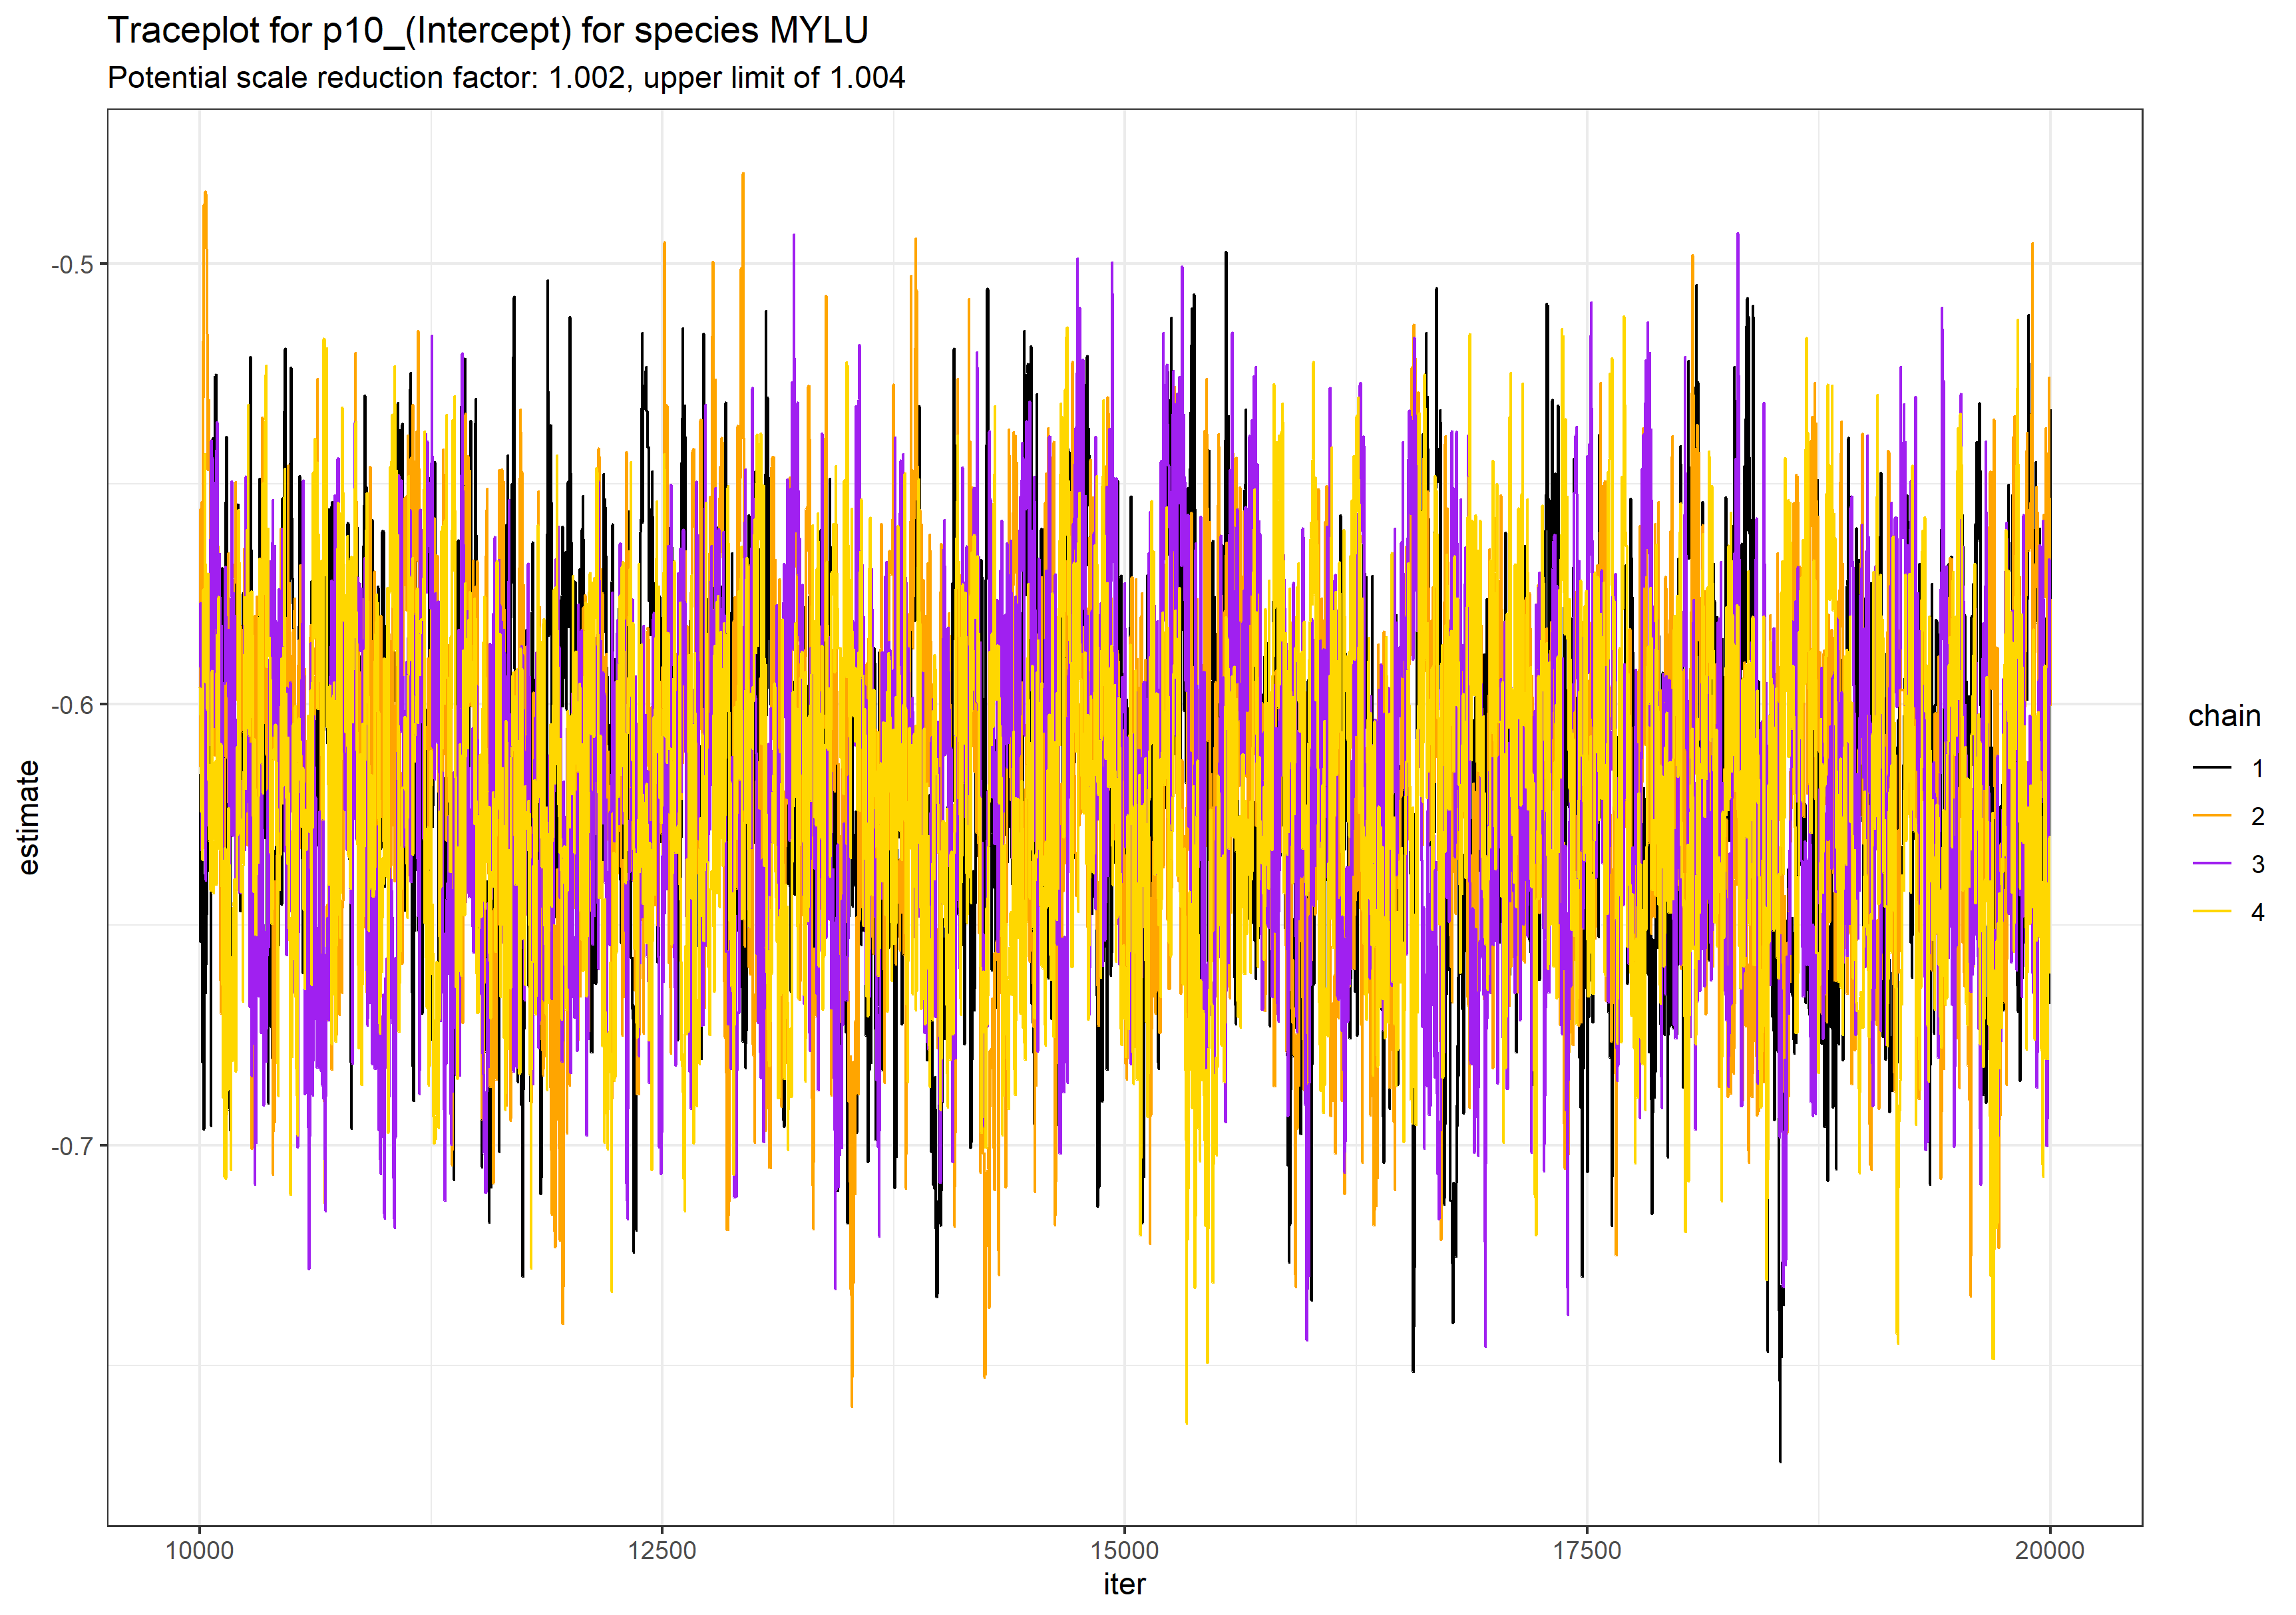 Traceplot for p10_(Intercept) for species MYLU
Potential scale reduction factor: 1.002, upper limit of 1.004
-0.5
-0.6
-0.7
estimate
10000 12500 15000 17500 20000
iter
chain
1
2
3
4